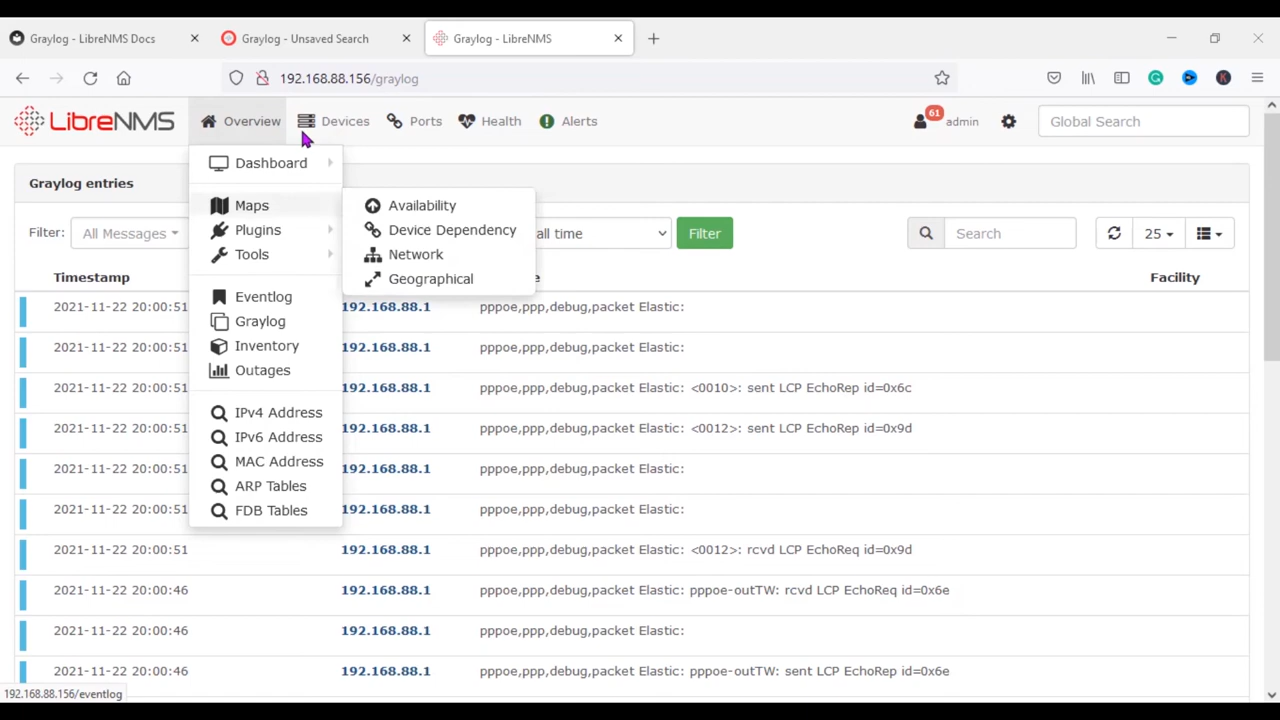 Graylog - LibreNMS Docs
Graylog - Unsaved Search
Graylog - LibreNMS
192.168.88.156/graylog
LibreNMS
Overview
Devices
Ports
Health
Alerts
61
admin
Global Search
Dashboard
Maps
Plugins
Tools
Eventlog
Graylog
Inventory
Outages
IPv4 Address
IPv6 Address
MAC Address
ARP Tables
FDB Tables
Availability
Device Dependency
Network
Geographical
Graylog entries
Filter:
All Messages
all time
Filter
Search
25
Timestamp
Facility
2021-11-22 20:00:51 192.168.88.1 pppoe,ppp,debug,packet Elastic:
2021-11-22 20:00:51 192.168.88.1 pppoe,ppp,debug,packet Elastic:
2021-11-22 20:00:51 192.168.88.1 pppoe,ppp,debug,packet Elastic: <0010>: sent LCP EchoRep id=0x6c
2021-11-22 20:00:51 192.168.88.1 pppoe,ppp,debug,packet Elastic: <0012>: sent LCP EchoRep id=0x9d
2021-11-22 20:00:51 192.168.88.1 pppoe,ppp,debug,packet Elastic:
2021-11-22 20:00:51 192.168.88.1 pppoe,ppp,debug,packet Elastic:
2021-11-22 20:00:51 192.168.88.1 pppoe,ppp,debug,packet Elastic: <0012>: rcvd LCP EchoReq id=0x9d
2021-11-22 20:00:46 192.168.88.1 pppoe,ppp,debug,packet Elastic: pppoe-outTW: rcvd LCP EchoReq id=0x6e
2021-11-22 20:00:46 192.168.88.1 pppoe,ppp,debug,packet Elastic:
2021-11-22 20:00:46 192.168.88.1 pppoe,ppp,debug,packet Elastic: pppoe-outTW: sent LCP EchoRep id=0x6e
192.168.88.156/eventlog